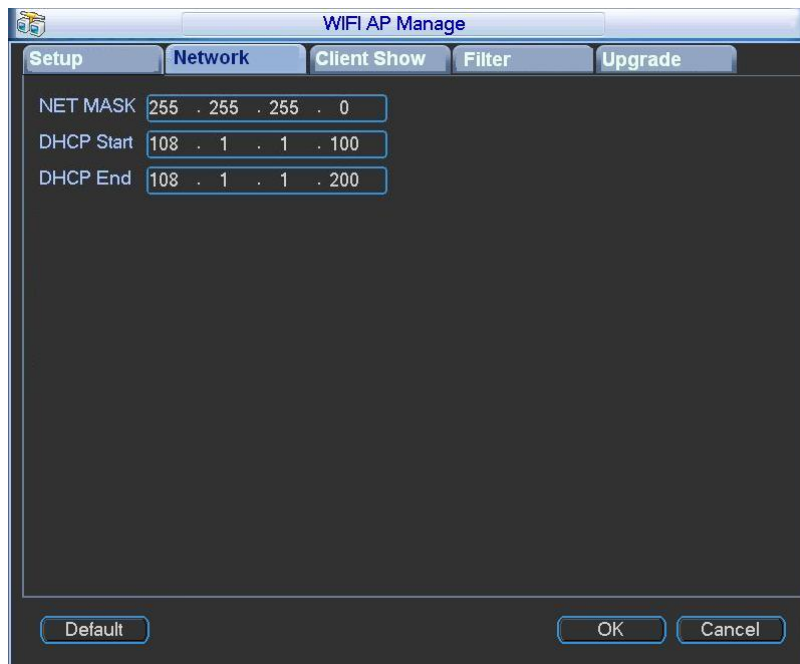 WIFI AP Manage
Setup Network Client Show Filter Upgrade
NET MASK 255 . 255 . 255 . 0
DHCP Start 108 . 1 . 1 . 100
DHCP End 108 . 1 . 1 . 200
Default OK Cancel